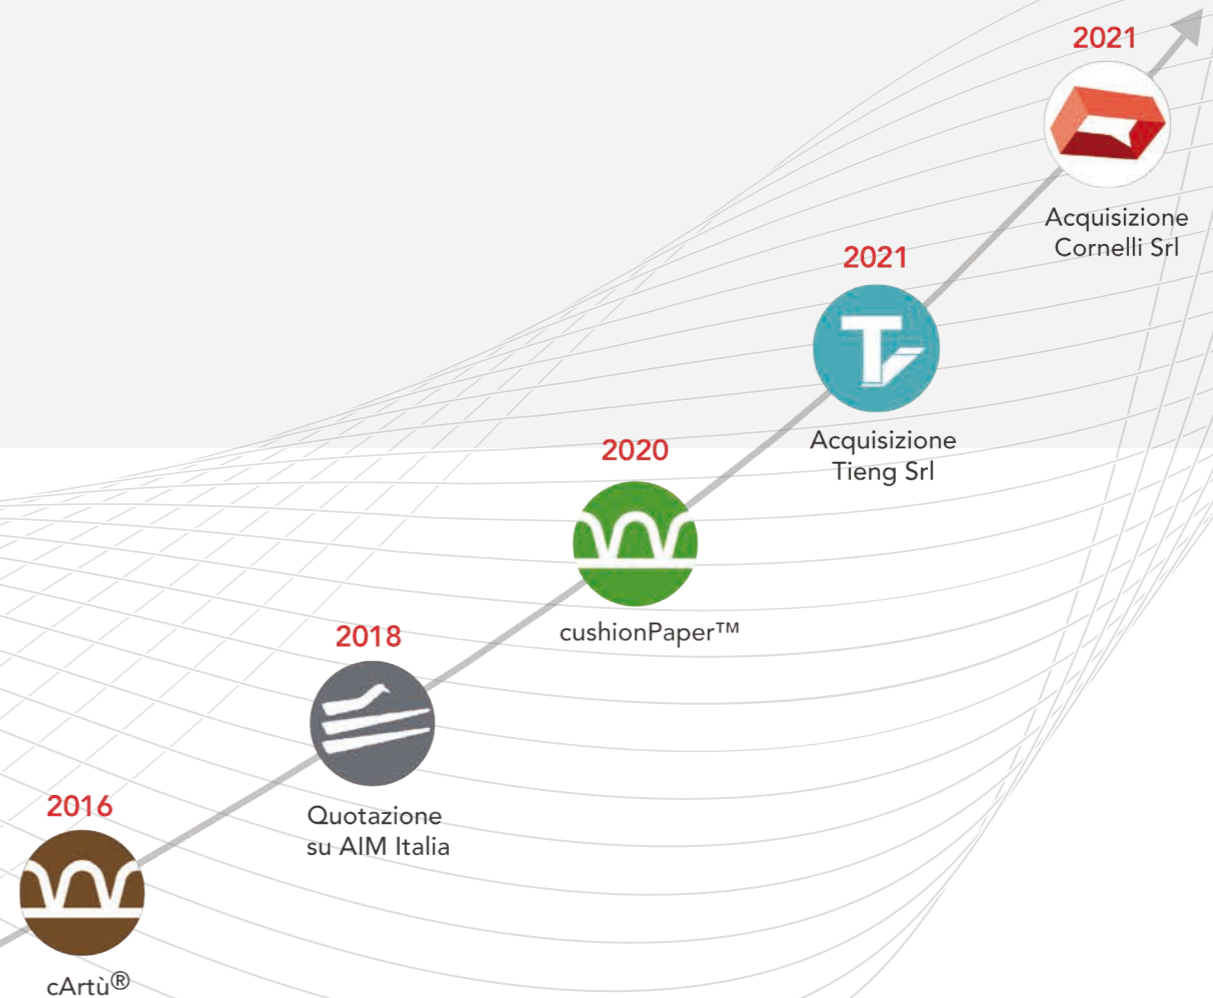 2021
Acquisizione
Cornelli Srl
2021
Acquisizione
Tieng Srl
2020
cushionPaper™
2018
Quotazione
su AIM Italia
2016
cArtù®